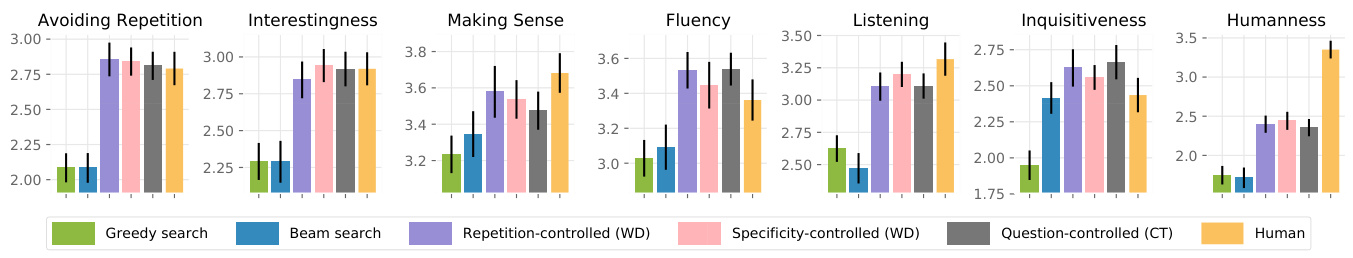 Avoiding Repetition
3.00
2.75
2.50
2.25
2.00
Interestingness
3.00
2.75
2.50
2.25
Making Sense
3.8
3.6
3.4
3.2
Fluency
3.6
3.4
3.2
3.0
Listening
3.50
3.25
3.00
2.75
2.50
Inquisitiveness
2.75
2.50
2.25
2.00
1.75
Humanness
3.5
3.0
2.5
2.0
Greedy search
Beam search
Repetition-controlled (WD)
Specificity-controlled (WD)
Question-controlled (CT)
Human